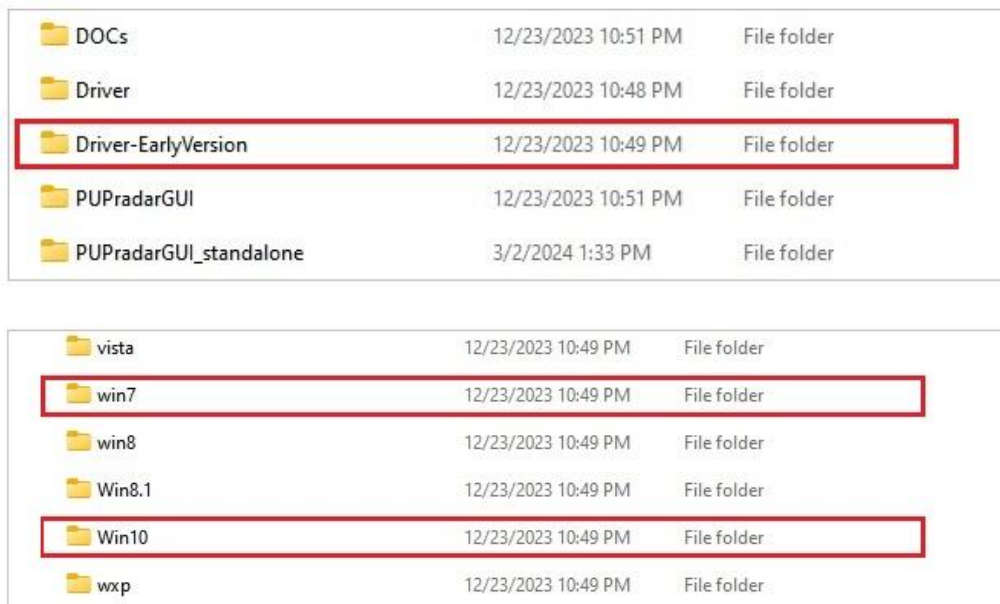 DOCs 12/23/2023 10:51 PM File folder
Driver 12/23/2023 10:48 PM File folder
Driver-EarlyVersion 12/23/2023 10:49 PM File folder
PUPradarGUI 12/23/2023 10:51 PM File folder
PUPradarGUI_standalone 3/2/2024 1:33 PM File folder
vista 12/23/2023 10:49 PM File folder
win7 12/23/2023 10:49 PM File folder
win8 12/23/2023 10:49 PM File folder
Win8.1 12/23/2023 10:49 PM File folder
Win10 12/23/2023 10:49 PM File folder
wxp 12/23/2023 10:49 PM File folder